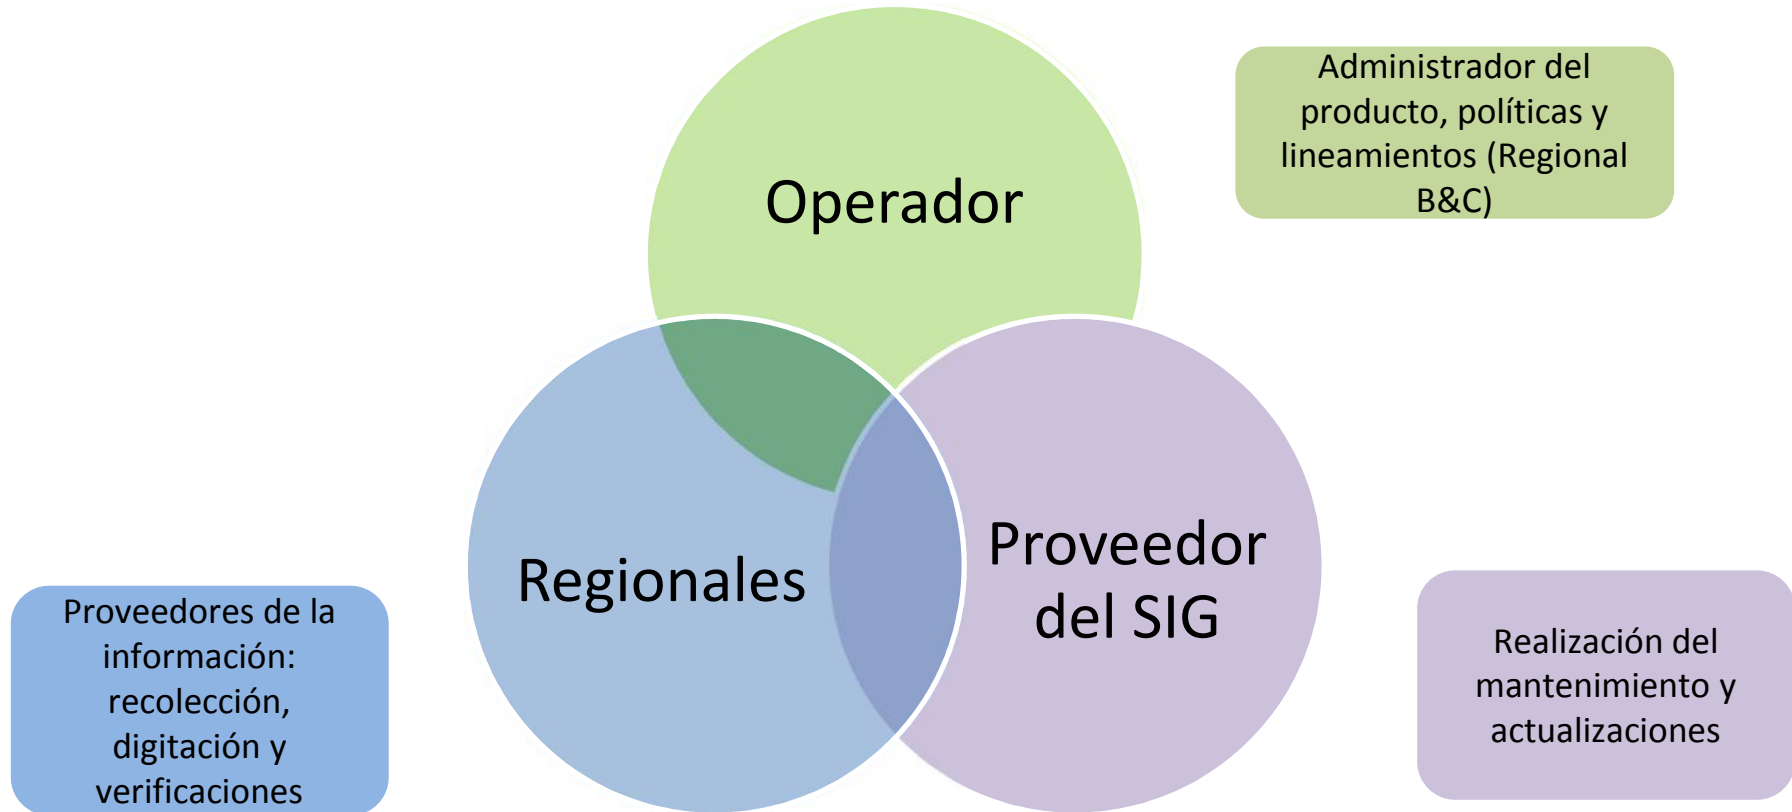 Administrador del
producto, políticas y
lineamientos (Regional
B&C)
Operador
Regionales
Proveedor
del SIG
Proveedores de la
información:
recolección,
digitación y
verificaciones
Realización del
mantenimiento y
actualizaciones